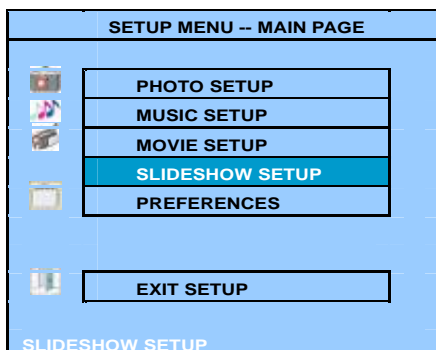 SETUP MENU -- MAIN PAGE
PHOTO SETUP
MUSIC SETUP
MOVIE SETUP
SLIDESHOW SETUP
PREFERENCES
EXIT SETUP
SLIDESHOW SETUP